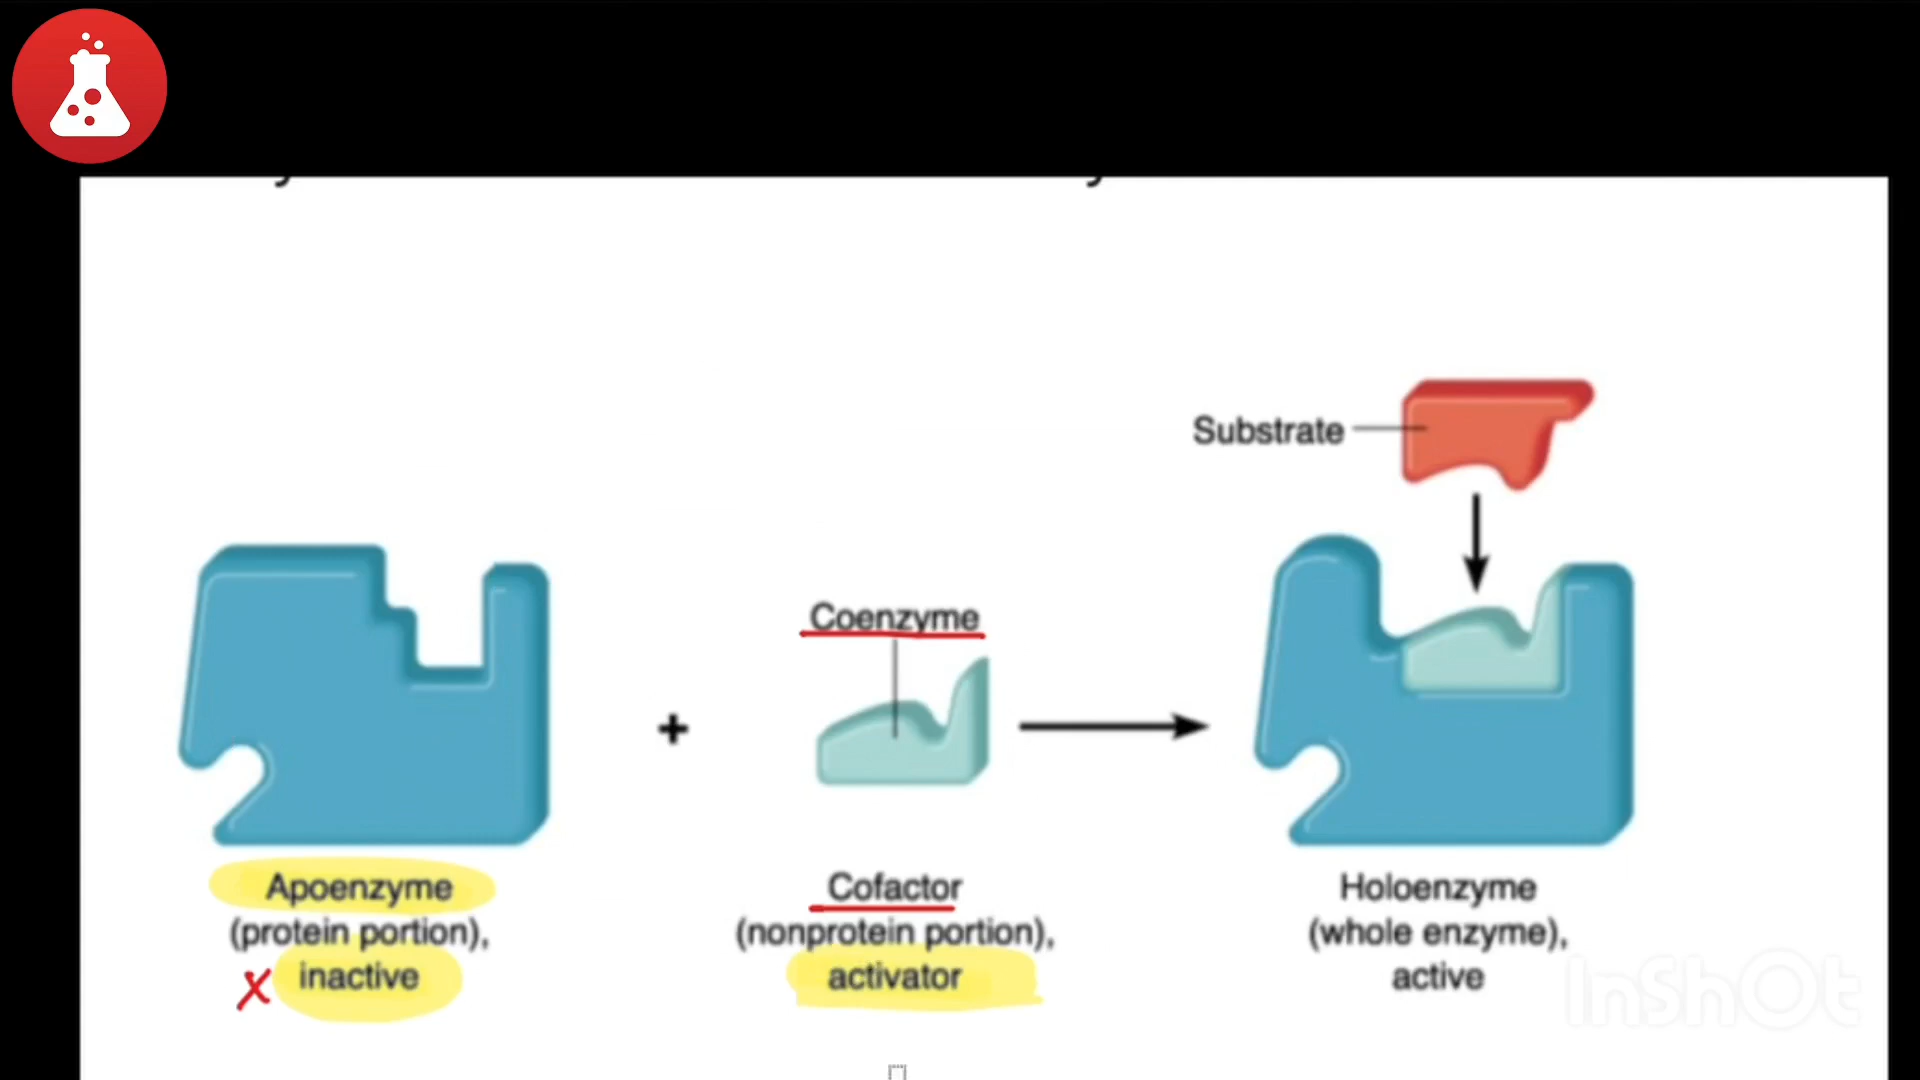 Substrate
Coenzyme
+
Apoenzyme
(protein portion),
x inactive
Cofactor
(nonprotein portion),
activator
Holoenzyme
(whole enzyme),
active
InShOt